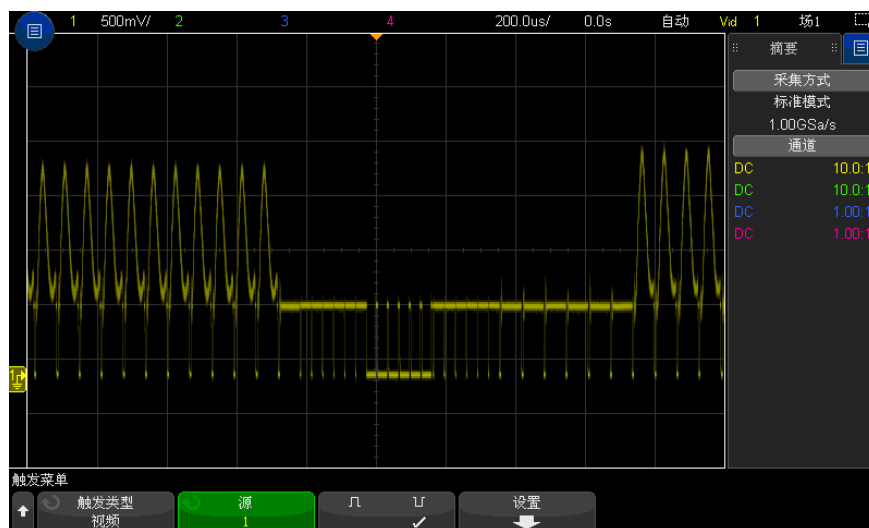 1 500mV/ 2 3 4 200.0us/ 0.0s 自动 Vid 1 场1
摘要
采集方式
标准模式
1.00GSa/s
通道
DC 10.0:1
DC 10.0:1
DC 1.00:1
DC 1.00:1
触发菜单
触发类型
视频
源
1
设置